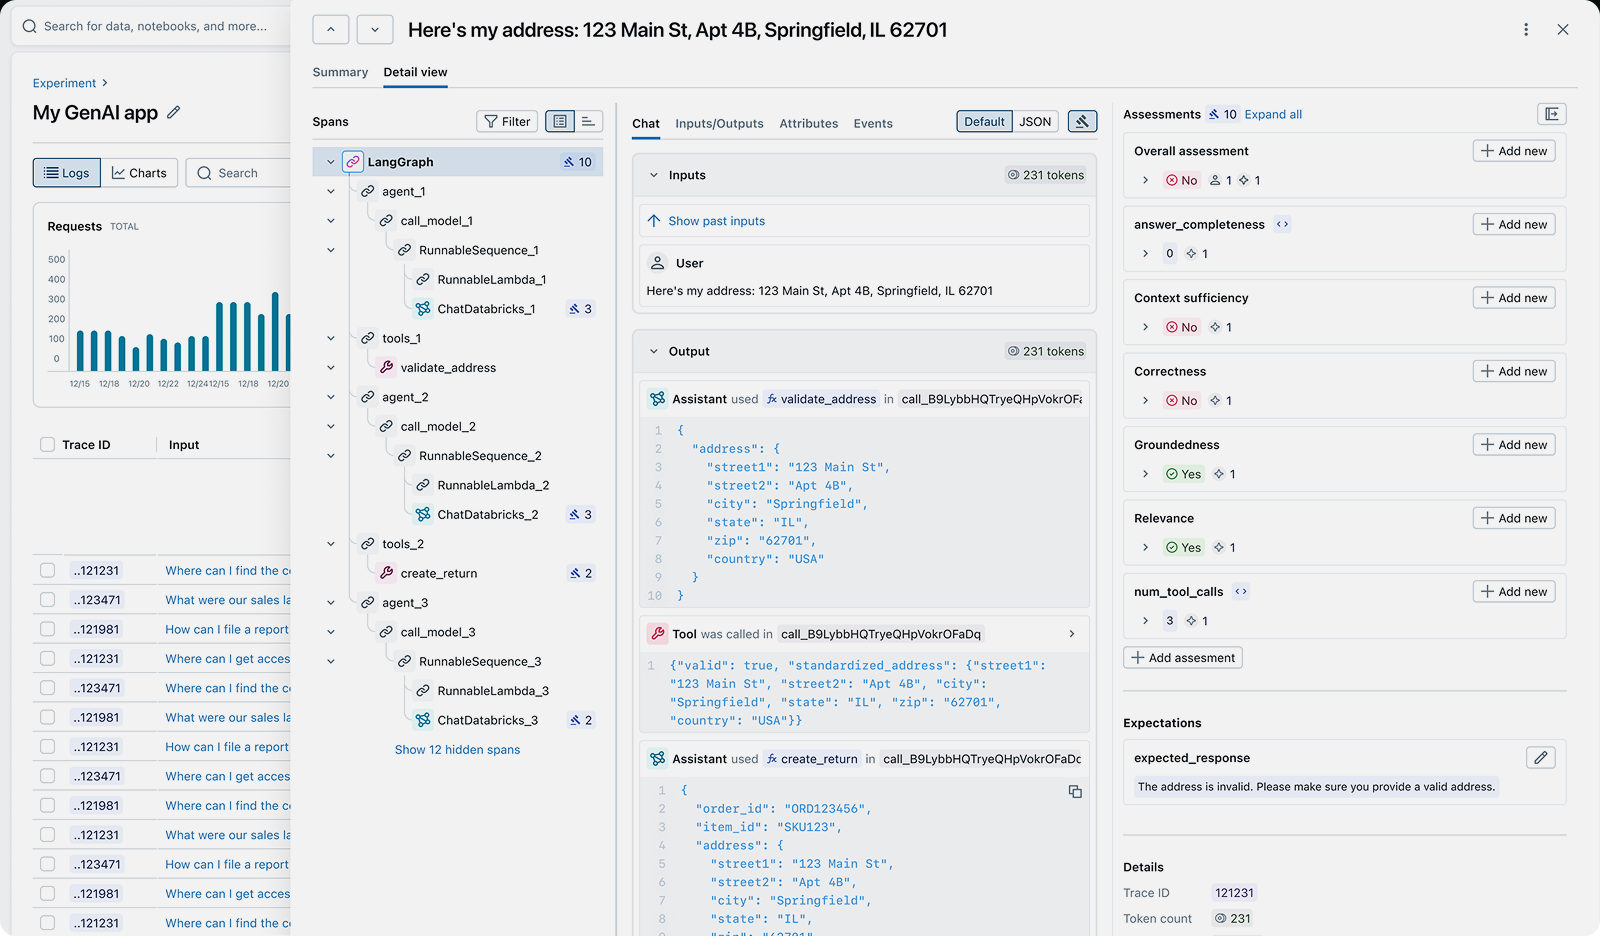 Search for data, notebooks, and more...
Experiment
My GenAI app
Logs
Charts
Search
Requests TOTAL
500
400
300
200
100
0
12/15 12/18 12/20 12/22 12/24 12/15 12/18 12/20
Trace ID Input
..121231 Where can I find the
..123471 What were our sales
..121981 How can I file a report
..121231 Where can I get
..123471 Where can I find the
..121981 What were our sales
..121231 How can I file a report
..123471 Where can I get
..121981 Where can I find the
..121231 What were our sales
..123471 How can I file a report
..121981 Where can I get
..121231 Where can I find the
Here's my address: 123 Main St, Apt 4B, Springfield, IL 62701
Summary Detail view
Spans
Filter
LangGraph 10
agent_1
call_model_1
RunnableSequence_1
RunnableLambda_1
ChatDatabricks_1 3
tools_1
validate_address
agent_2
call_model_2
RunnableSequence_2
RunnableLambda_2
ChatDatabricks_2 3
tools_2
create_return 2
agent_3
call_model_3
RunnableSequence_3
RunnableLambda_3
ChatDatabricks_3 2
Show 12 hidden spans
Chat Inputs/Outputs Attributes Events
Default JSON
Inputs 231 tokens
Show past inputs
User
Here's my address: 123 Main St, Apt 4B, Springfield, IL 62701
Output 231 tokens
Assistant used fx validate_address in call_B9LybbHQTryeQHpVokrOFa
1 {
2 "address": {
3 "street1": "123 Main St",
4 "street2": "Apt 4B",
5 "city": "Springfield",
6 "state": "IL",
7 "zip": "62701",
8 "country": "USA"
9 }
10 }
Tool was called in call_B9LybbHQTryeQHpVokrOFaDq
1 {"valid": true, "standardized_address": {"street1":
"123 Main St", "street2": "Apt 4B", "city":
"Springfield", "state": "IL", "zip": "62701",
"country": "USA"}}
Assistant used fx create_return in call_B9LybbHQTryeQHpVokrOFaDc
1 {
2 "order_id": "ORD123456",
3 "item_id": "SKU123",
4 "address": {
5 "street1": "123 Main St",
6 "street2": "Apt 4B",
7 "city": "Springfield",
8 "state": "IL",
9 "zip": "62701",
Assessments 10 Expand all
Overall assessment Add new
No 1 1
answer_completeness <> Add new
0 1
Context sufficiency Add new
No 1
Correctness Add new
No 1
Groundedness Add new
Yes 1
Relevance Add new
Yes 1
num_tool_calls <> Add new
3 1
Add assesment
Expectations
expected_response
The address is invalid. Please make sure you provide a valid address.
Details
Trace ID 121231
Token count 231